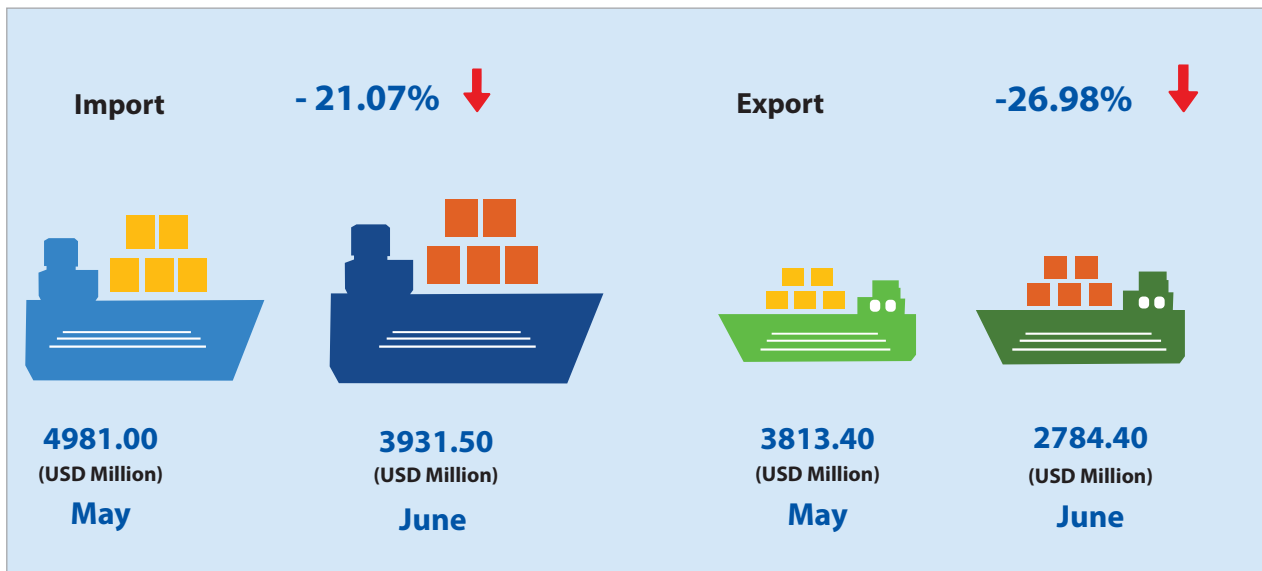 Import
- 21.07%
Export
-26.98%
4981.00
(USD Million)
May
3931.50
(USD Million)
June
3813.40
(USD Million)
May
2784.40
(USD Million)
June